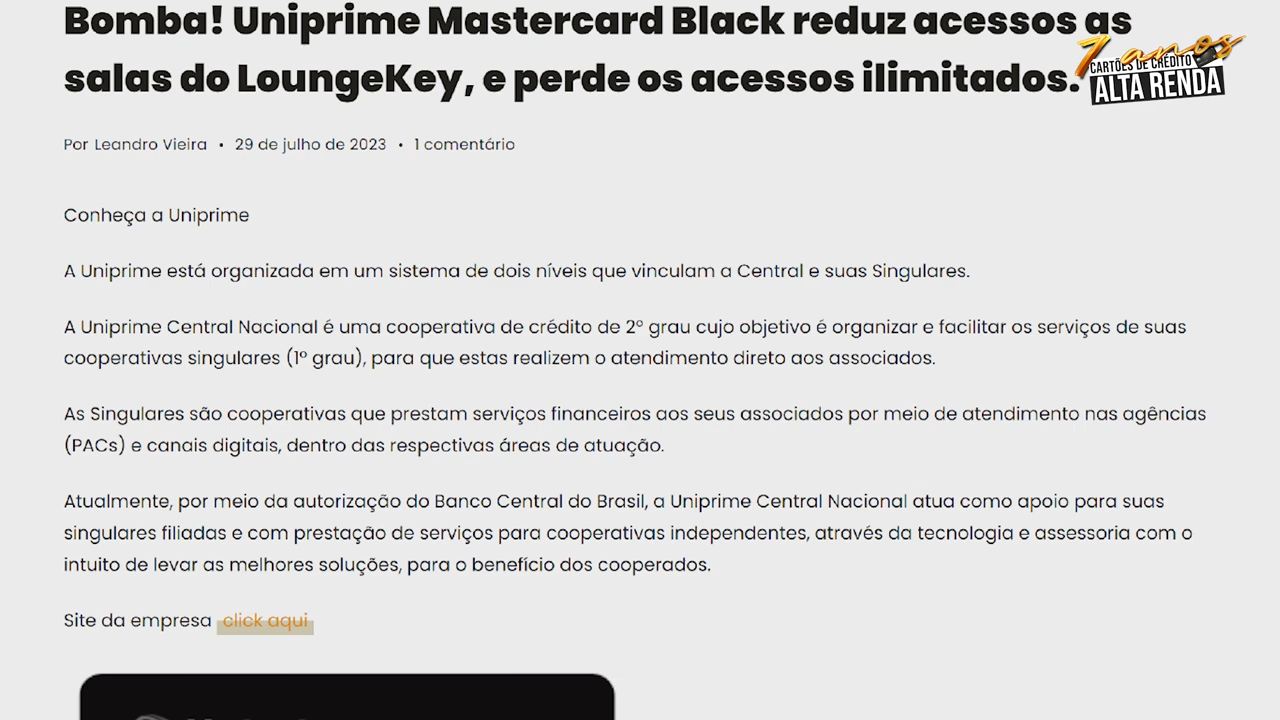 Bomba! Uniprime Mastercard Black reduz acessos as
salas do LoungeKey, e perde os acessos ilimitados.
7 anos
CARTÕES DE CRÉDITO
ALTA RENDA
Por Leandro Vieira • 29 de julho de 2023 • 1 comentário
Conheça a Uniprime
A Uniprime está organizada em um sistema de dois níveis que vinculam a Central e suas Singulares.
A Uniprime Central Nacional é uma cooperativa de crédito de 2º grau cujo objetivo é organizar e facilitar os serviços de suas
cooperativas singulares (1º grau), para que estas realizem o atendimento direto aos associados.
As Singulares são cooperativas que prestam serviços financeiros aos seus associados por meio de atendimento nas agências
(PACs) e canais digitais, dentro das respectivas áreas de atuação.
Atualmente, por meio da autorização do Banco Central do Brasil, a Uniprime Central Nacional atua como apoio para suas
singulares filiadas e com prestação de serviços para cooperativas independentes, através da tecnologia e assessoria com o
intuito de levar as melhores soluções, para o benefício dos cooperados.
Site da empresa click aqui